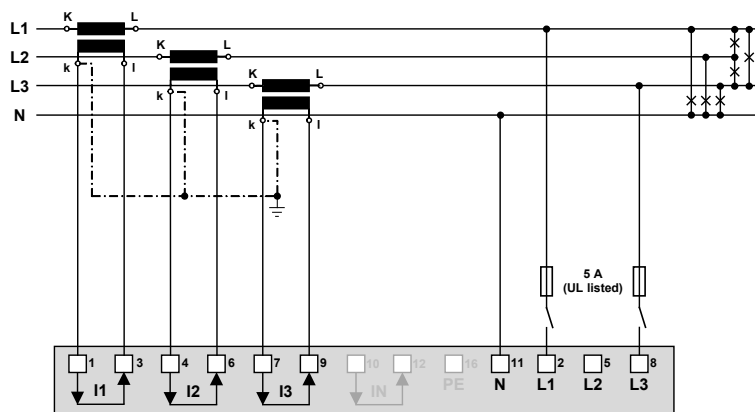 K L
L1
L2 K L
k l
L3 K L
k l
N
k l
5 A
(UL listed)
1 3 4 6 7 9 10 12 16 11 2 5 8
I1 I2 I3 IN PE N L1 L2 L3